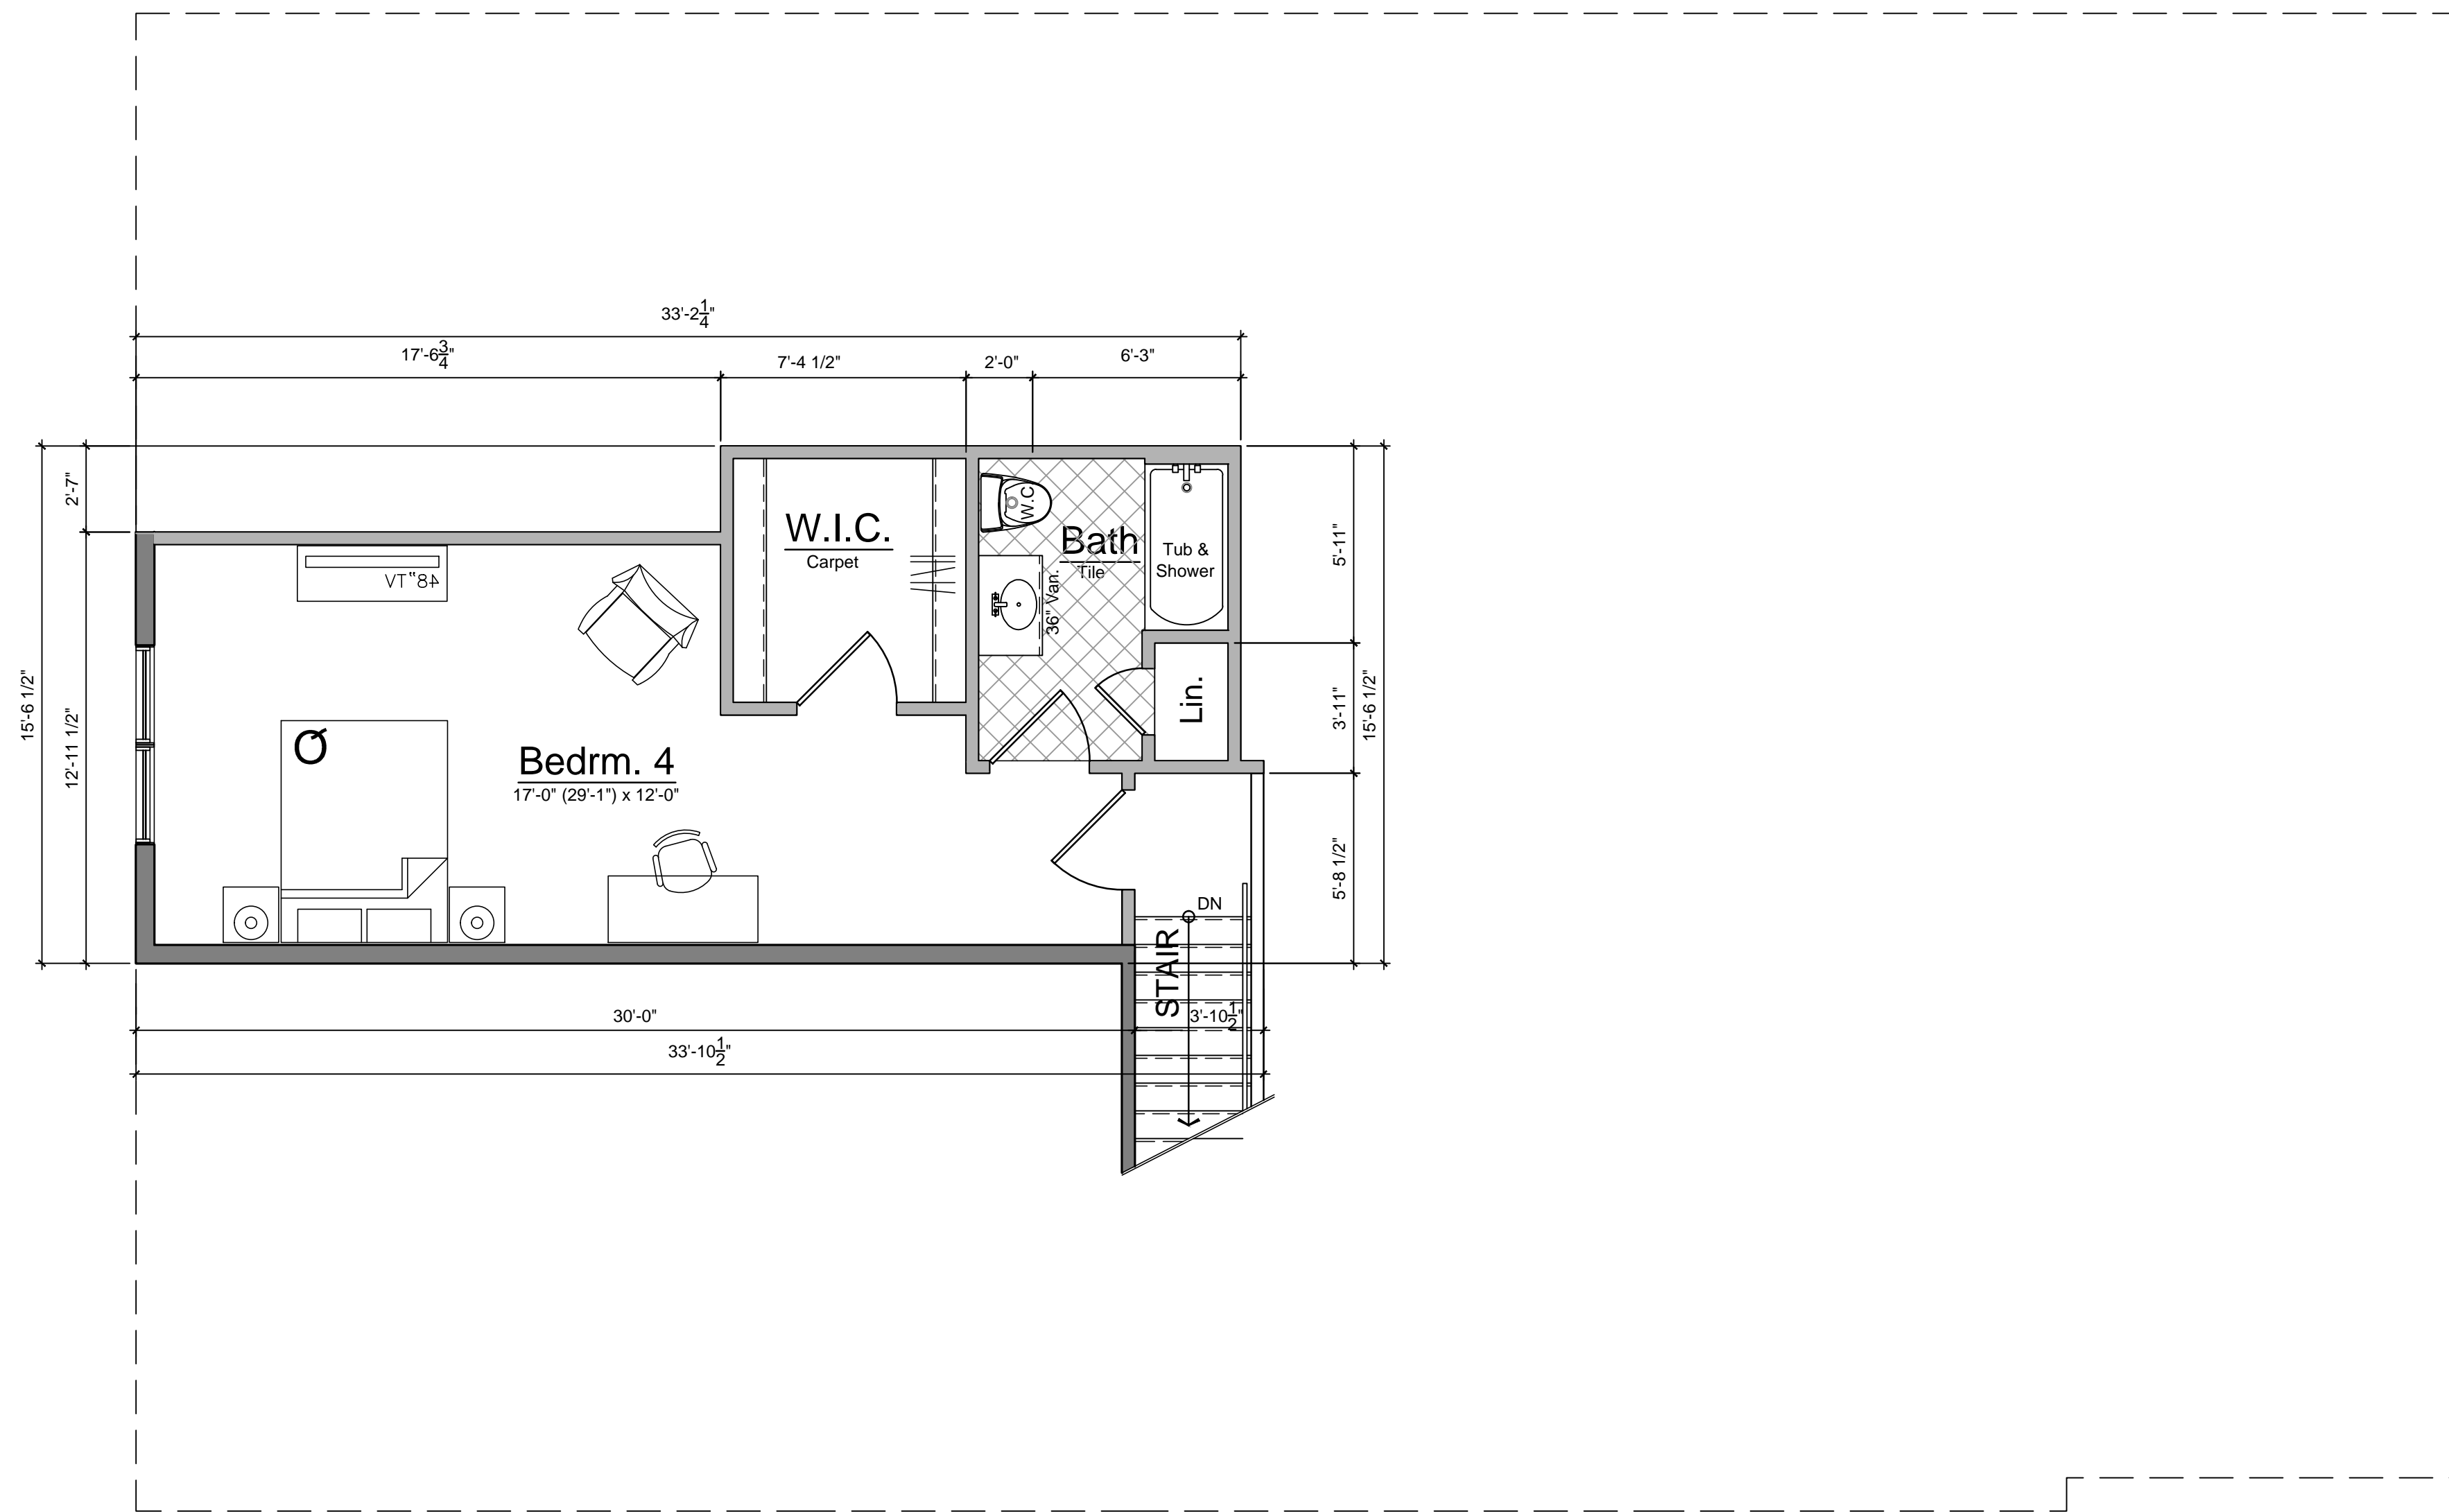 33'-2 1/4"
17'-6 3/4"
7'-4 1/2"
2'-0"
6'-3"
2'-7"
15'-6 1/2"
12'-11 1/2"
48" TV
W.I.C.
Carpet
W.C
Bath
Tile
36" Van.
Tub &
Shower
Lin.
5'-11"
3'-11"
15'-6 1/2"
5'-8 1/2"
Q
Bedrm. 4
17'-0" (29'-1") x 12'-0"
DN
STAIR
30'-0"
3'-10 1/2"
33'-10 1/2"